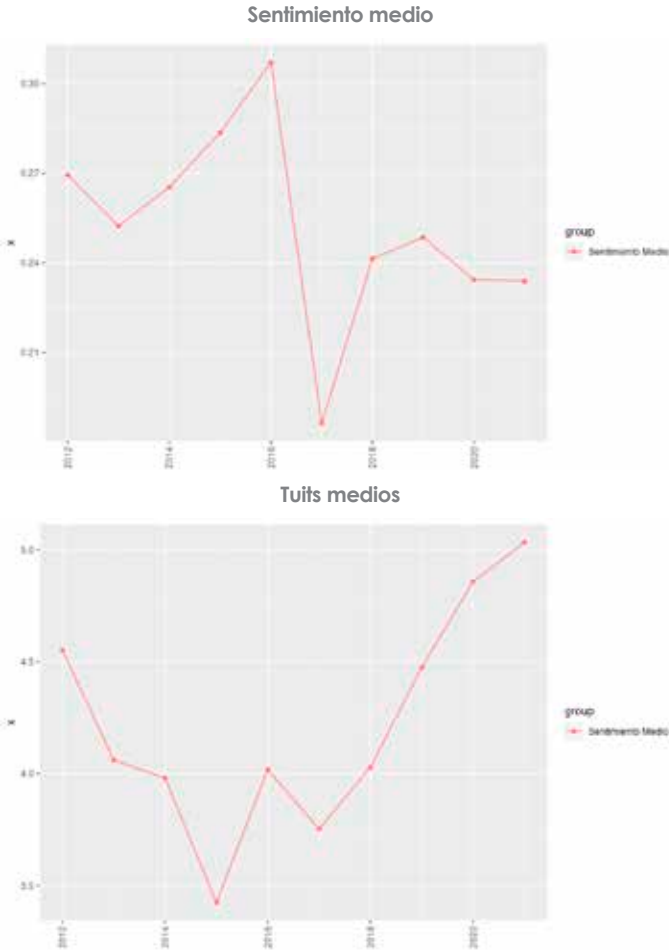 Sentimiento medio
0.30
0.27
0.24
0.21
x
2012
2014
2016
2018
2020
group
Sentimiento Medio
Tuits medios
5.0
4.5
4.0
3.5
x
2012
2014
2016
2018
2020
group
Sentimiento Medio